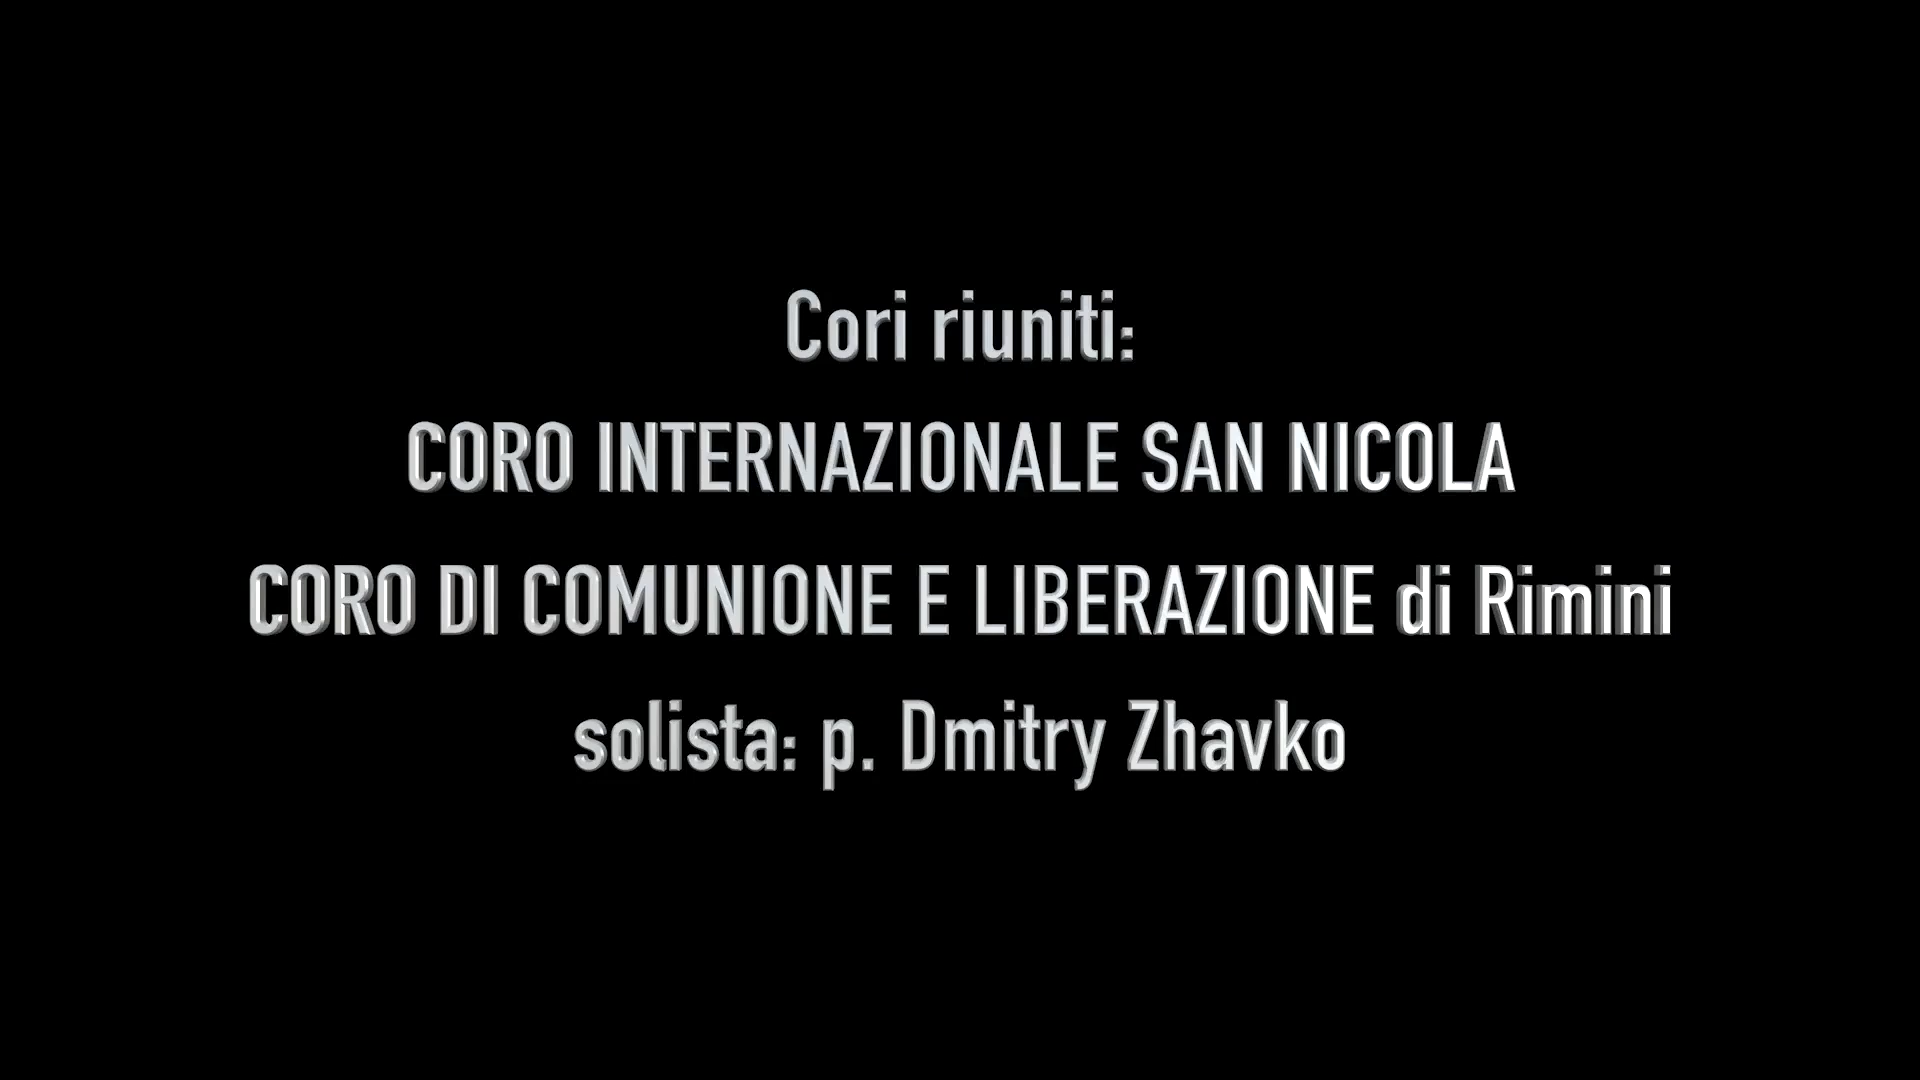 Cori riuniti:
CORO INTERNAZIONALE SAN NICOLA
CORO DI COMUNIONE E LIBERAZIONE di Rimini
solista: p. Dmitry Zhavko